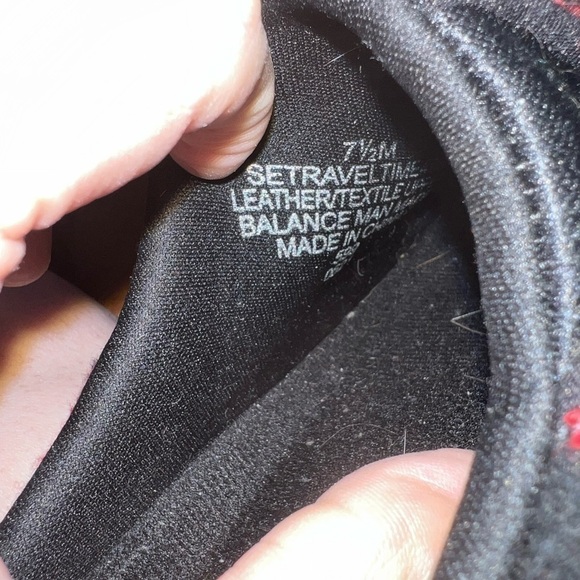 7½M
SETRAVELTIME
LEATHER/TEXTILE
BALANCE MAN
MADE IN